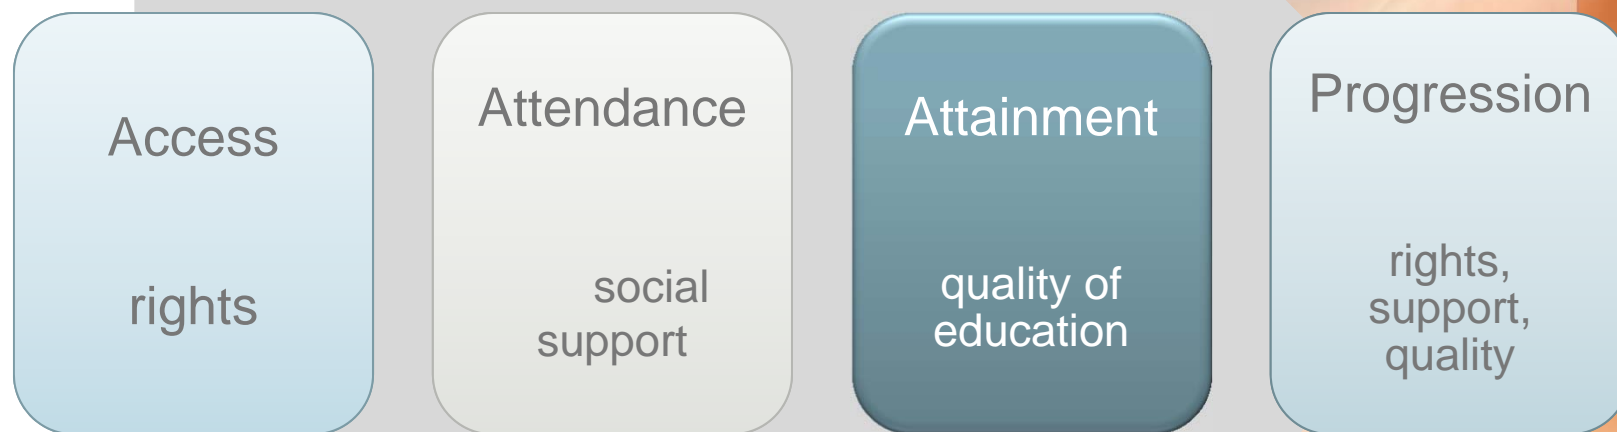 Access
rights
Attendance
social
support
Attainment
quality of
education
Progression
rights,
support,
quality